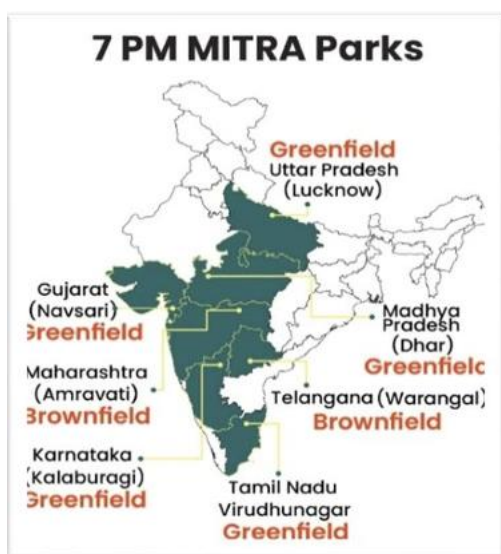 7 PM MITRA Parks
Greenfield
Uttar Pradesh
(Lucknow)
Gujarat
(Navsari)
Greenfield
Madhya
Pradesh
(Dhar)
Greenfield
Maharashtra
(Amravati)
Brownfield
Telangana (Warangal)
Brownfield
Karnataka
(Kalaburagi)
Greenfield
Tamil Nadu
Virudhunagar
Greenfield